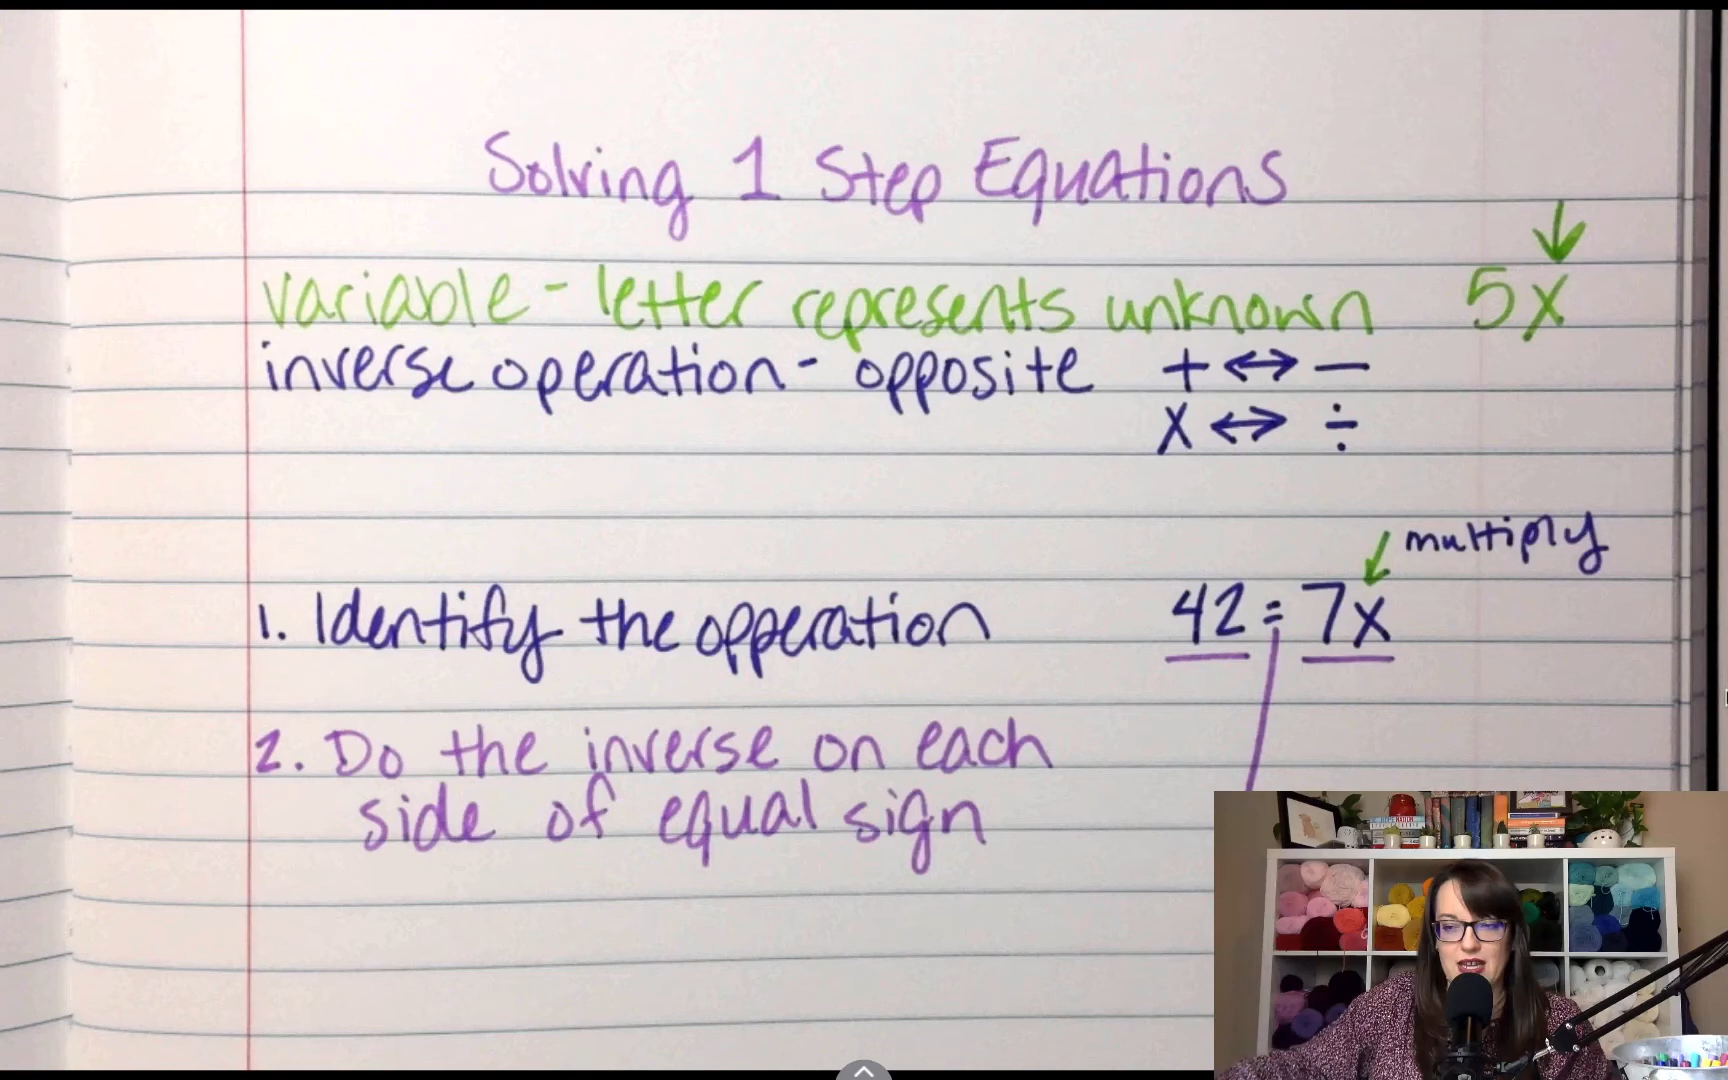 Solving 1 Step Equations
variable - letter represents unknown 5x
inverse operation - opposite + ↔ −
x ↔ ÷
multiply
1. Identify the opperation 42 = 7x
2. Do the inverse on each
side of equal sign